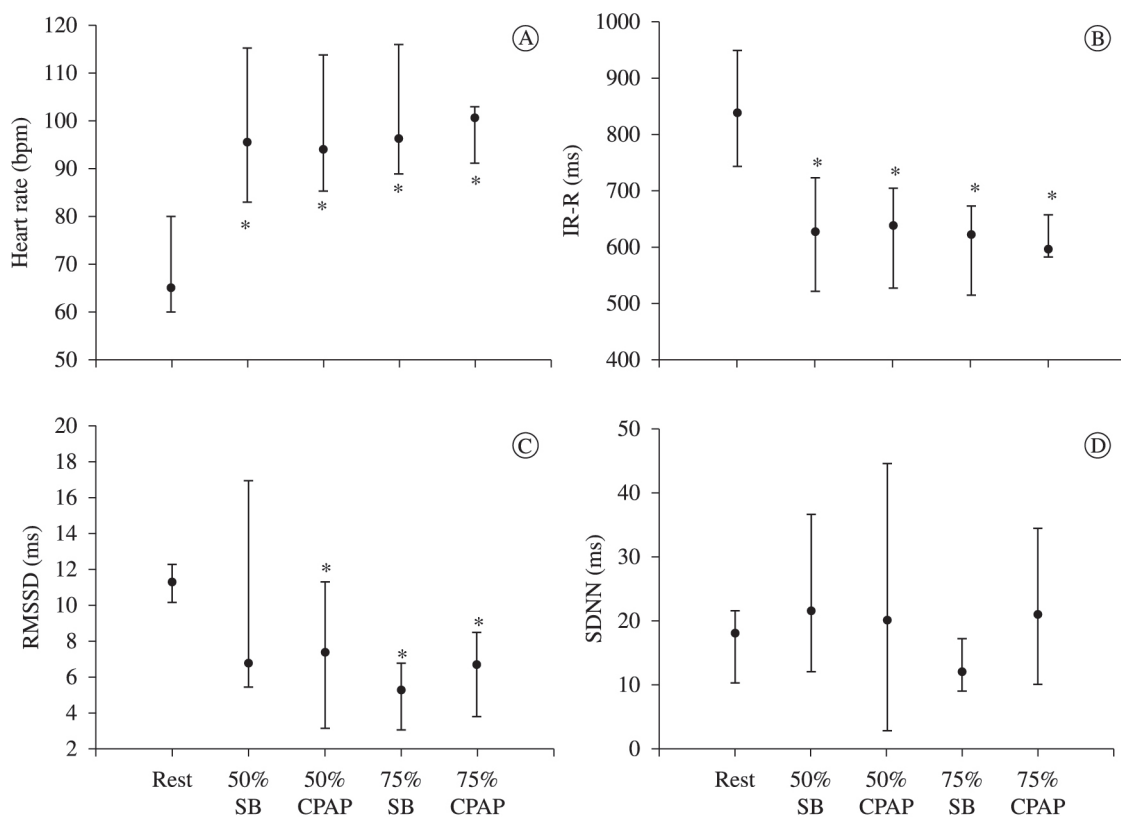 A
Heart rate (bpm)
120
110
100
90
80
70
60
50
*
*
*
*
B
IR-R (ms)
1000
900
800
700
600
500
400
*
*
*
*
C
RMSSD (ms)
20
18
16
14
12
10
8
6
4
2
*
*
*
Rest
50%
SB
50%
CPAP
75%
SB
75%
CPAP
D
SDNN (ms)
50
40
30
20
10
0
Rest
50%
SB
50%
CPAP
75%
SB
75%
CPAP